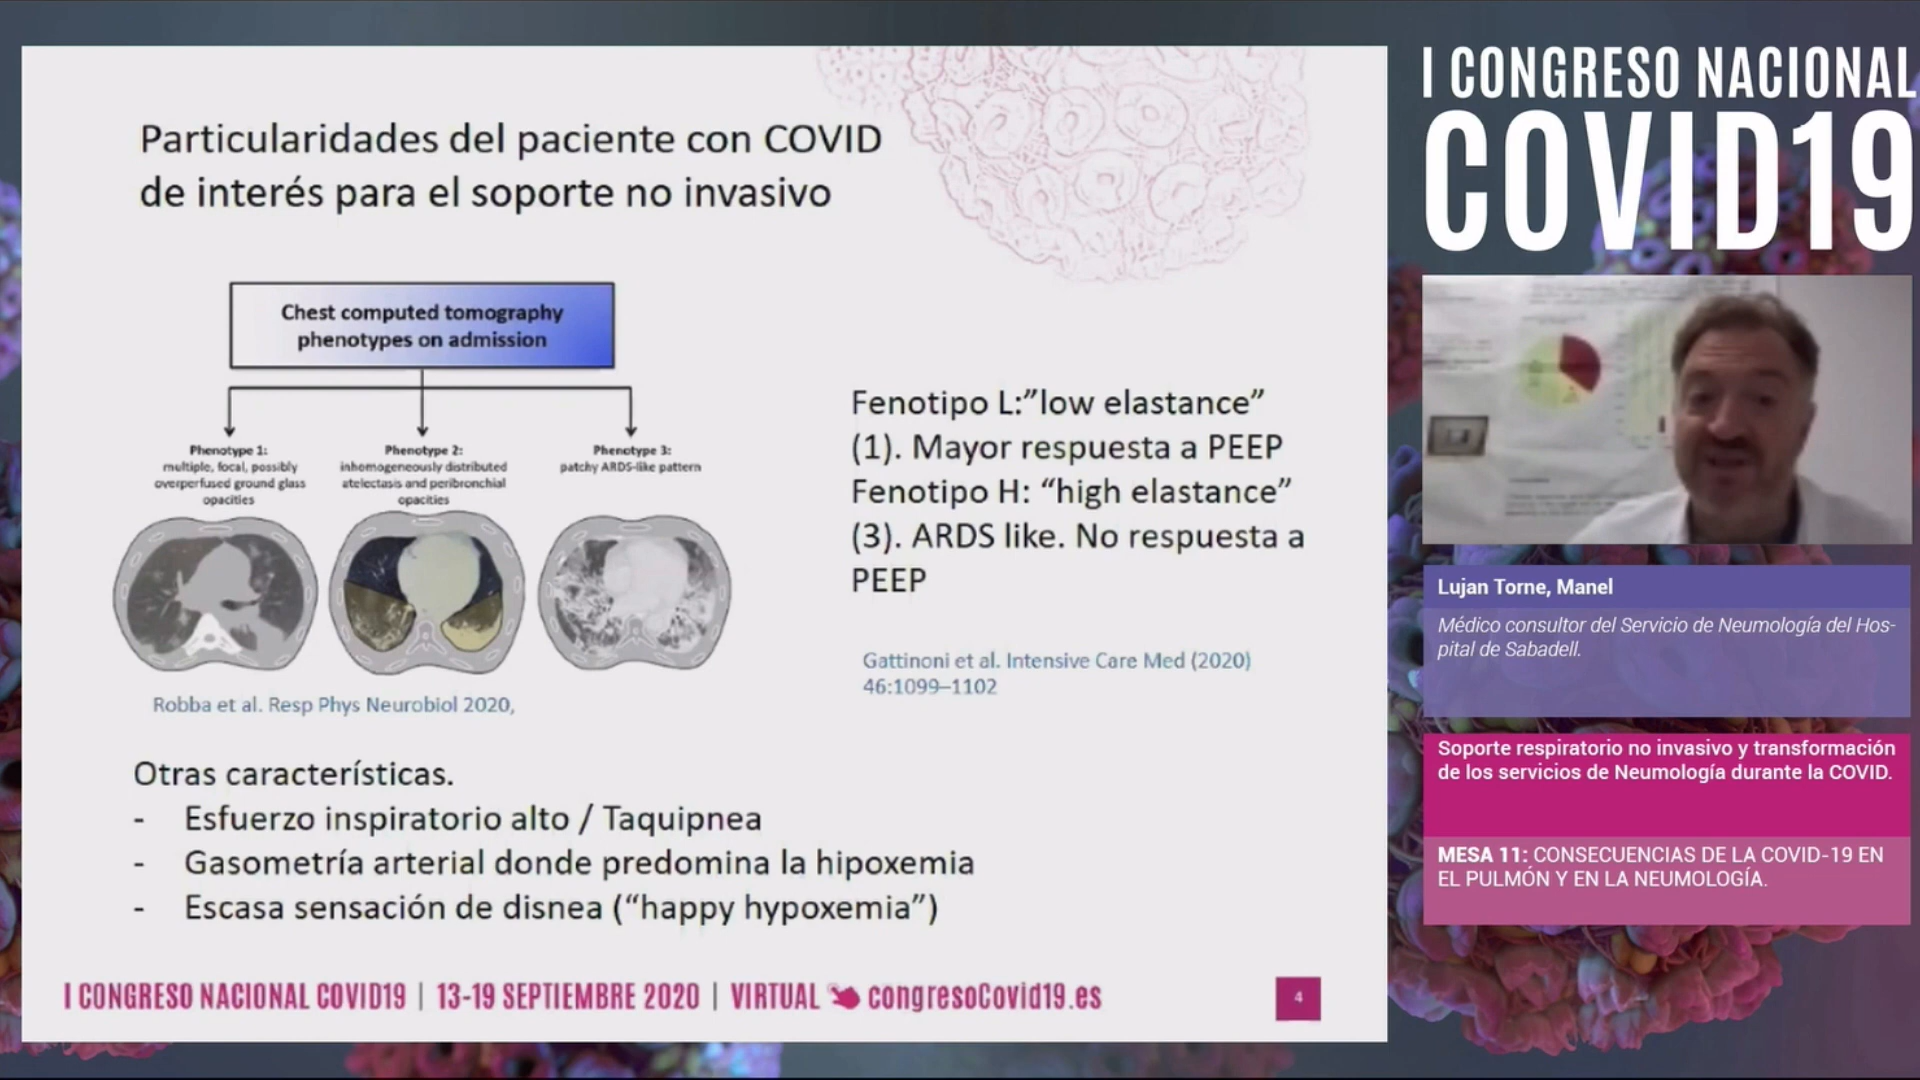 Particularidades del paciente con COVID
de interés para el soporte no invasivo
Chest computed tomography
phenotypes on admission
Phenotype 1:
multiple, focal, possibly
overperfused ground glass
opacities
Phenotype 2:
inhomogeneously distributed
atelectasis and peribronchial
opacities
Phenotype 3:
patchy ARDS-like pattern
Robba et al. Resp Phys Neurobiol 2020,
Fenotipo L:”low elastance”
(1). Mayor respuesta a PEEP
Fenotipo H: “high elastance”
(3). ARDS like. No respuesta a
PEEP
Gattinoni et al. Intensive Care Med (2020)
46:1099–1102
Otras características.
- Esfuerzo inspiratorio alto / Taquipnea
- Gasometría arterial donde predomina la hipoxemia
- Escasa sensación de disnea (“happy hypoxemia”)
I CONGRESO NACIONAL COVID19 | 13-19 SEPTIEMBRE 2020 | VIRTUAL congresoCovid19.es
4
I CONGRESO NACIONAL
COVID19
Lujan Torne, Manel
Médico consultor del Servicio de Neumología del Hos-
pital de Sabadell.
Soporte respiratorio no invasivo y transformación
de los servicios de Neumología durante la COVID.
MESA 11: CONSECUENCIAS DE LA COVID-19 EN
EL PULMÓN Y EN LA NEUMOLOGÍA.